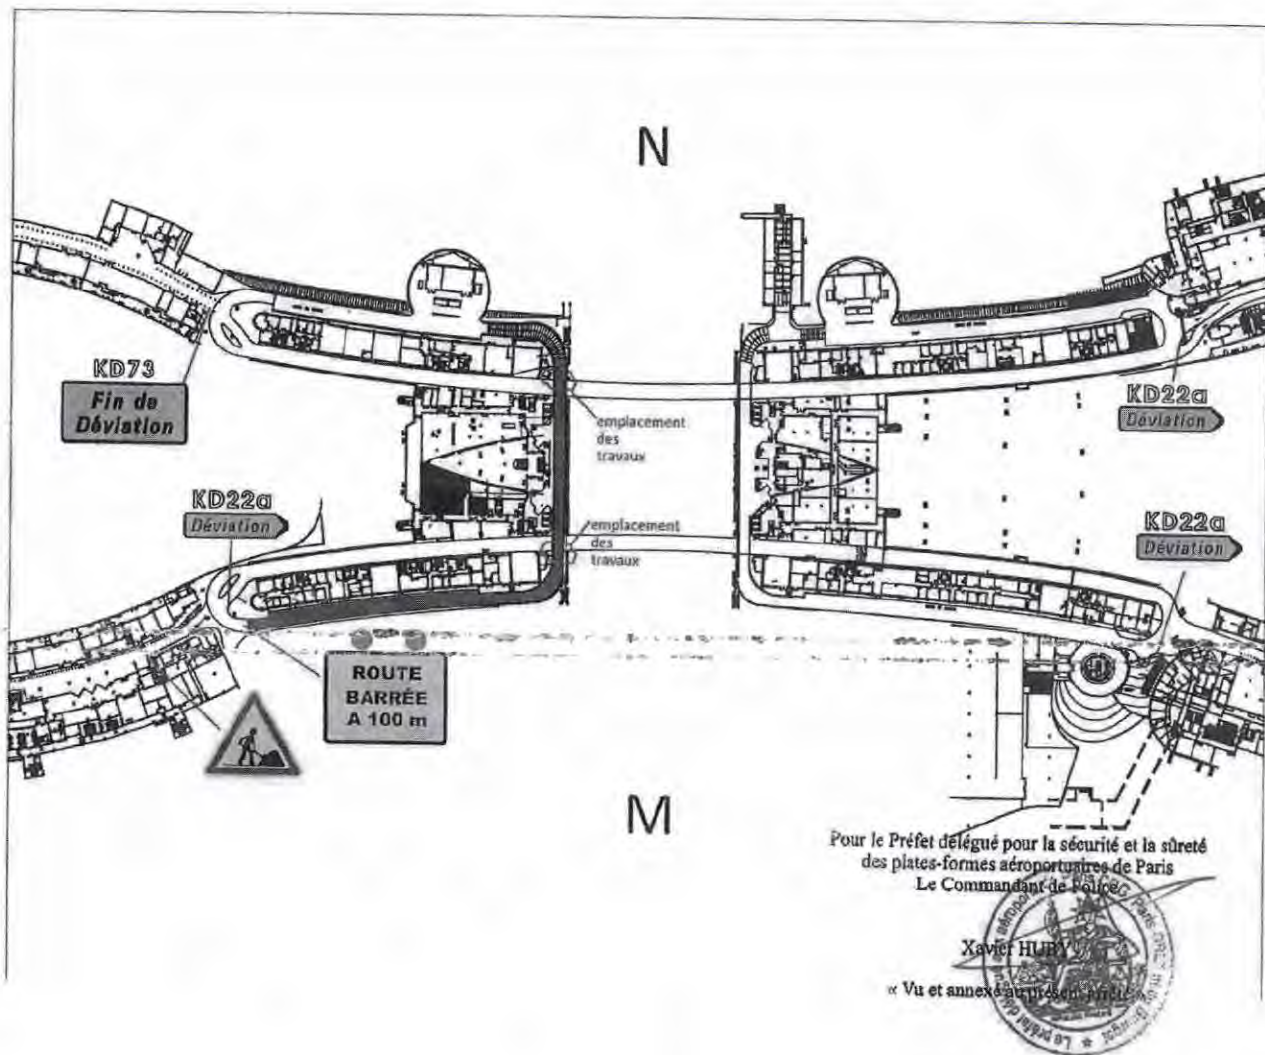 N
KD73
Fin de
Déviation
KD22a
Déviation
emplacement
des
travaux
KD22a
Déviation
emplacement
des
travaux
KD22a
Déviation
ROUTE
BARRÉE
A 100 m
M
Pour le Préfet délégué pour la sécurité et la sûreté
des plates-formes aéroportuaires de Paris
Le Commandant de Police
Xavier HUBY
« Vu et annexé au présent arrêté »